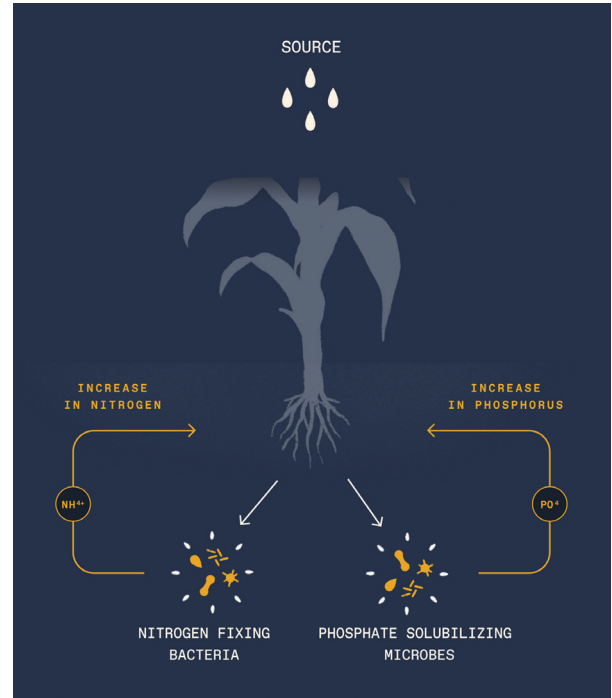 SOURCE
INCREASE
IN NITROGEN
INCREASE
IN PHOSPHORUS
NH⁴⁺
PO⁴
NITROGEN FIXING
BACTERIA
PHOSPHATE SOLUBILIZING
MICROBES